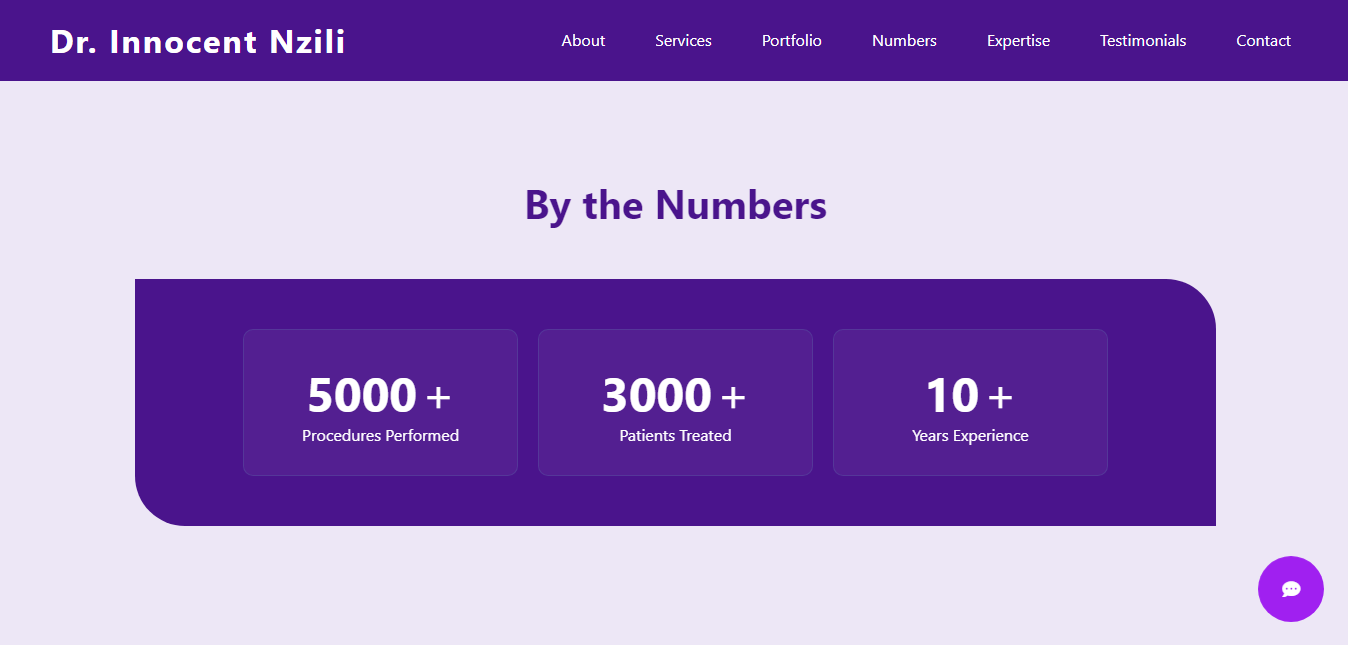 Dr. Innocent Nzili
About Services Portfolio Numbers Expertise Testimonials Contact
By the Numbers
5000 + 3000 + 10 +
Procedures Performed Patients Treated Years Experience